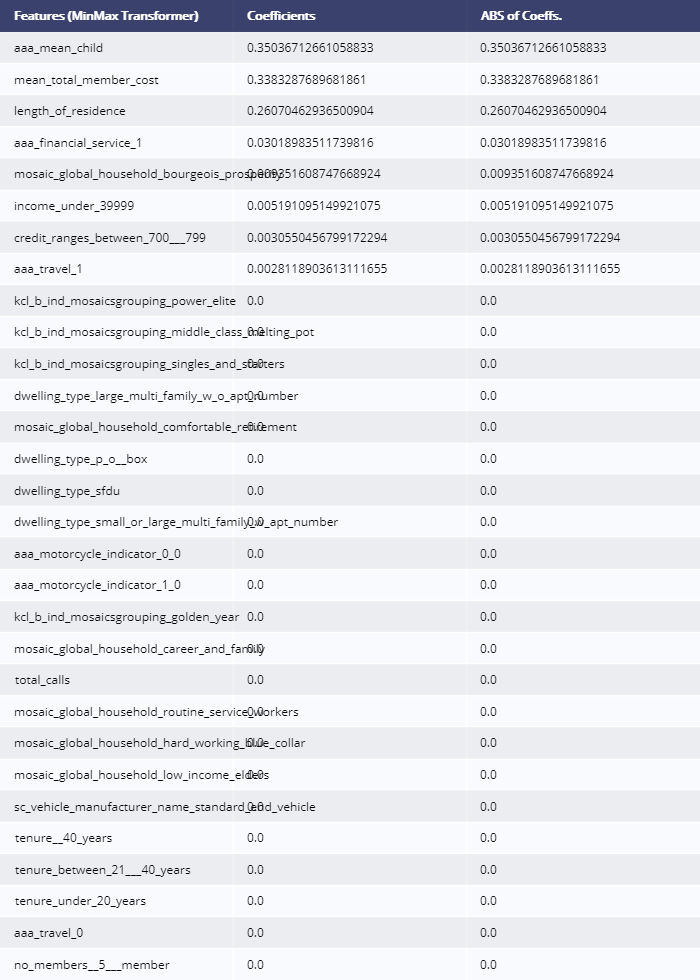 Features (MinMax Transformer) Coefficients ABS of Coeffs.
aaa_mean_child 0.35036712661058833 0.35036712661058833
mean_total_member_cost 0.3383287689681861 0.3383287689681861
length_of_residence 0.26070462936500904 0.26070462936500904
aaa_financial_service_1 0.03018983511739816 0.03018983511739816
mosaic_global_household_bourgeois_prosperity 0.009351608747668924 0.009351608747668924
income_under_39999 0.005191095149921075 0.005191095149921075
credit_ranges_between_700___799 0.0030550456799172294 0.0030550456799172294
aaa_travel_1 0.0028118903613111655 0.0028118903613111655
kcl_b_ind_mosaicsgrouping_power_elite 0.0 0.0
kcl_b_ind_mosaicsgrouping_middle_class_melting_pot 0.0 0.0
kcl_b_ind_mosaicsgrouping_singles_and_starters 0.0 0.0
dwelling_type_large_multi_family_w_o_apt_number 0.0 0.0
mosaic_global_household_comfortable_retirement 0.0 0.0
dwelling_type_p_o__box 0.0 0.0
dwelling_type_sfdu 0.0 0.0
dwelling_type_small_or_large_multi_family_w_apt_number 0.0 0.0
aaa_motorcycle_indicator_0_0 0.0 0.0
aaa_motorcycle_indicator_1_0 0.0 0.0
kcl_b_ind_mosaicsgrouping_golden_year 0.0 0.0
mosaic_global_household_career_and_family 0.0 0.0
total_calls 0.0 0.0
mosaic_global_household_routine_service_workers 0.0 0.0
mosaic_global_household_hard_working_blue_collar 0.0 0.0
mosaic_global_household_low_income_elders 0.0 0.0
sc_vehicle_manufacturer_name_standard_end_vehicle 0.0 0.0
tenure__40_years 0.0 0.0
tenure_between_21___40_years 0.0 0.0
tenure_under_20_years 0.0 0.0
aaa_travel_0 0.0 0.0
no_members__5___member 0.0 0.0